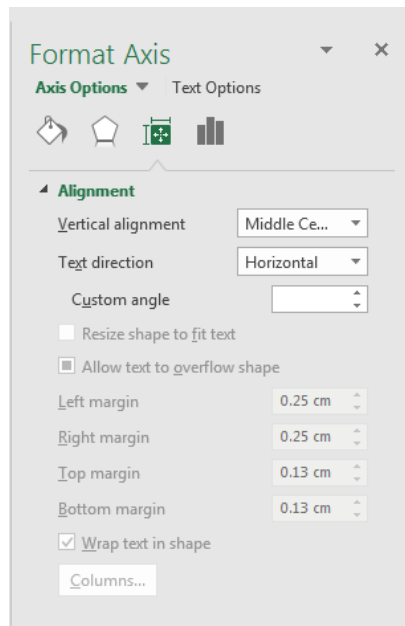 Format Axis
Axis Options Text Options
Alignment
Vertical alignment Middle Ce...
Text direction Horizontal
Custom angle
Resize shape to fit text
Allow text to overflow shape
Left margin 0.25 cm
Right margin 0.25 cm
Top margin 0.13 cm
Bottom margin 0.13 cm
Wrap text in shape
Columns...